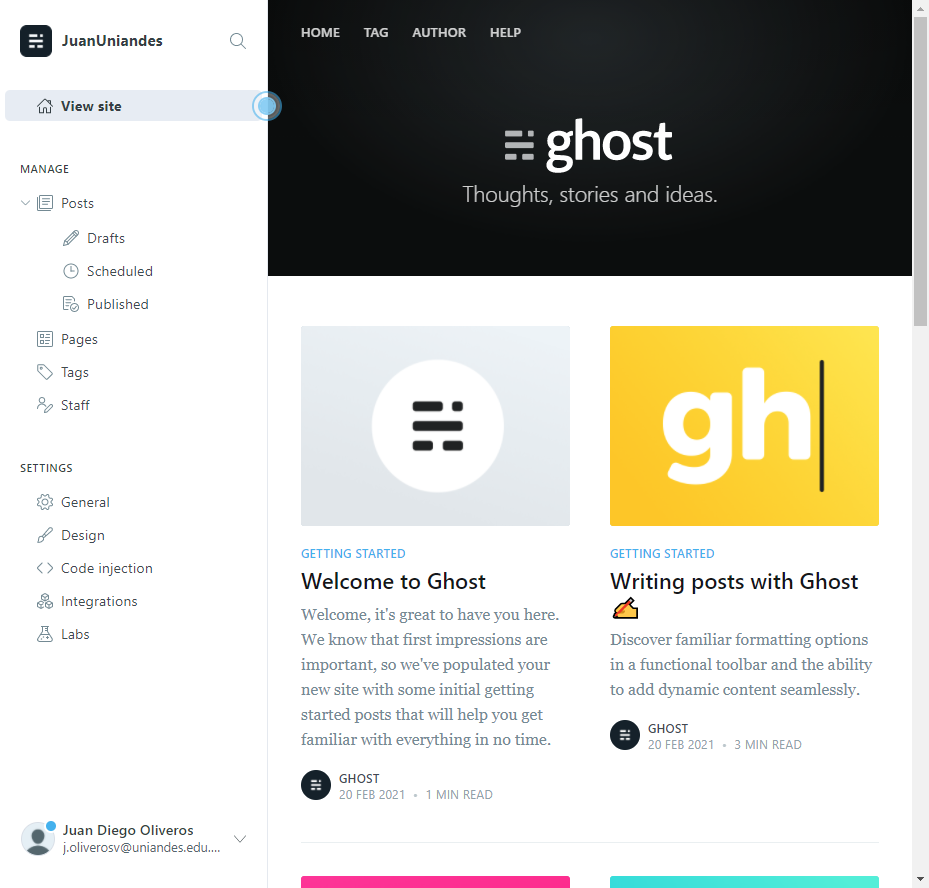 JuanUniandes
View site
MANAGE
Posts
Drafts
Scheduled
Published
Pages
Tags
Staff
SETTINGS
General
Design
Code injection
Integrations
Labs
Juan Diego Oliveros
j.oliverosv@uniandes.edu....
HOME TAG AUTHOR HELP
ghost
Thoughts, stories and ideas.
GETTING STARTED
Welcome to Ghost
Welcome, it's great to have you here.
We know that first impressions are
important, so we've populated your
new site with some initial getting
started posts that will help you get
familiar with everything in no time.
GHOST
20 FEB 2021 • 1 MIN READ
gh
GETTING STARTED
Writing posts with Ghost
✍️
Discover familiar formatting options
in a functional toolbar and the ability
to add dynamic content seamlessly.
GHOST
20 FEB 2021 • 3 MIN READ